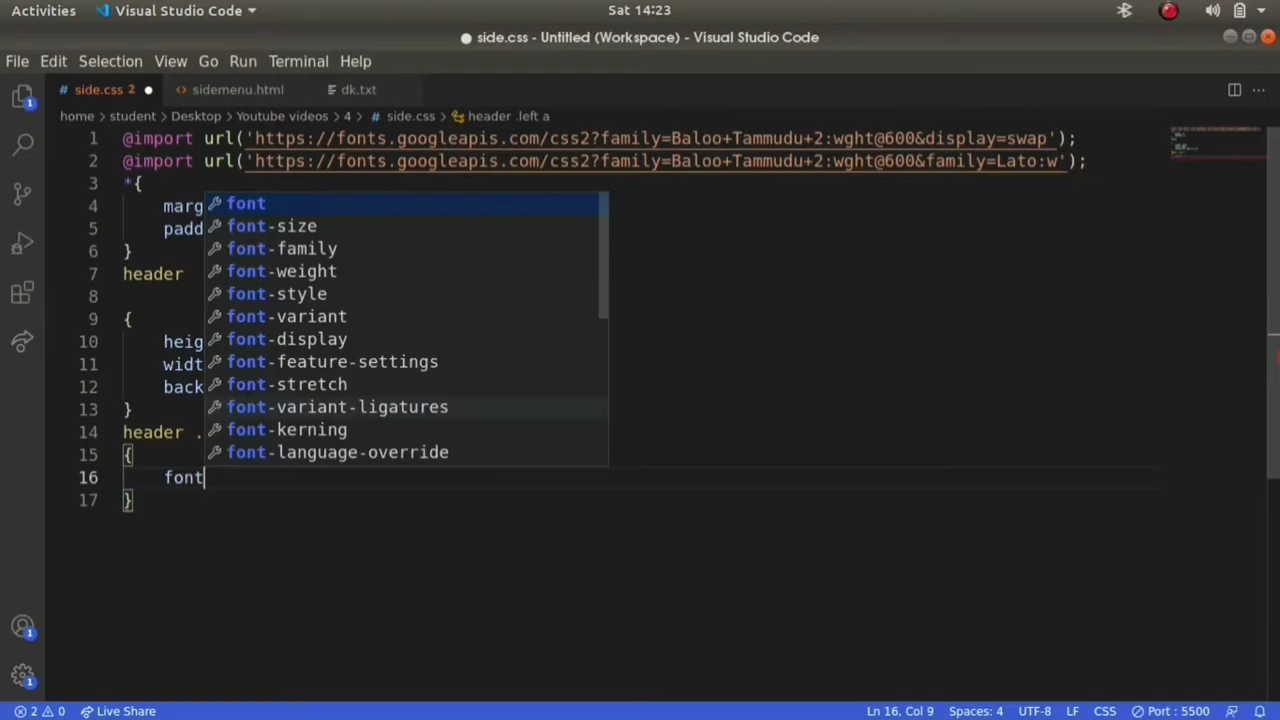 Activities Visual Studio Code Sat 14:23
side.css - Untitled (Workspace) - Visual Studio Code
File Edit Selection View Go Run Terminal Help
# side.css 2 <> sidemenu.html dk.txt
home > student > Desktop > Youtube videos > 4 > # side.css > header .left a
1 @import url('https://fonts.googleapis.com/css2?family=Baloo+Tammudu+2:wght@600&display=swap');
2 @import url('https://fonts.googleapis.com/css2?family=Baloo+Tammudu+2:wght@600&family=Lato:w');
3 *{
4 marg
5 padd
6 }
7 header
8
9 {
10 heig
11 widt
12 back
13 }
14 header .
15 {
16 font
17 }
font
font-size
font-family
font-weight
font-style
font-variant
font-display
font-feature-settings
font-stretch
font-variant-ligatures
font-kerning
font-language-override
1
1
1
2 0 Live Share Ln 16, Col 9 Spaces: 4 UTF-8 LF CSS Port : 5500